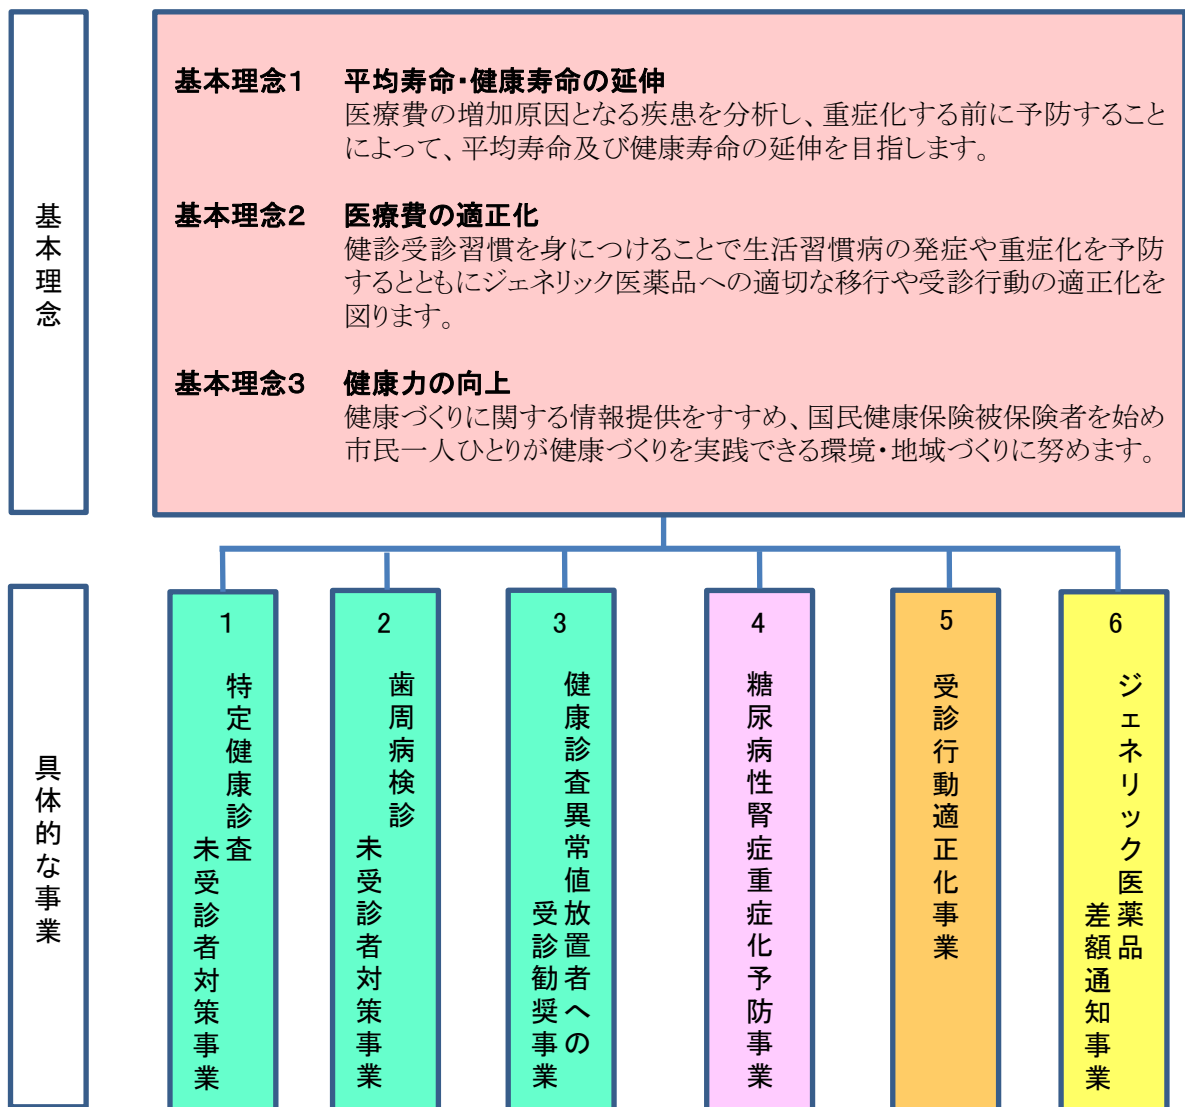 基本理念
基本理念1　平均寿命・健康寿命の延伸
医療費の増加原因となる疾患を分析し、重症化する前に予防すること
によって、平均寿命及び健康寿命の延伸を目指します。
基本理念2　医療費の適正化
健診受診習慣を身につけることで生活習慣病の発症や重症化を予防
するとともにジェネリック医薬品への適切な移行や受診行動の適正化を
図ります。
基本理念3　健康力の向上
健康づくりに関する情報提供をすすめ、国民健康保険被保険者を始め
市民一人ひとりが健康づくりを実践できる環境・地域づくりに努めます。
具体的な事業
1
特定健康診査
未受診者対策事業
2
歯周病検診
未受診者対策事業
3
健康診査異常値放置者への
受診勧奨事業
4
糖尿病性腎症重症化予防事業
5
受診行動適正化事業
6
ジェネリック医薬品
差額通知事業